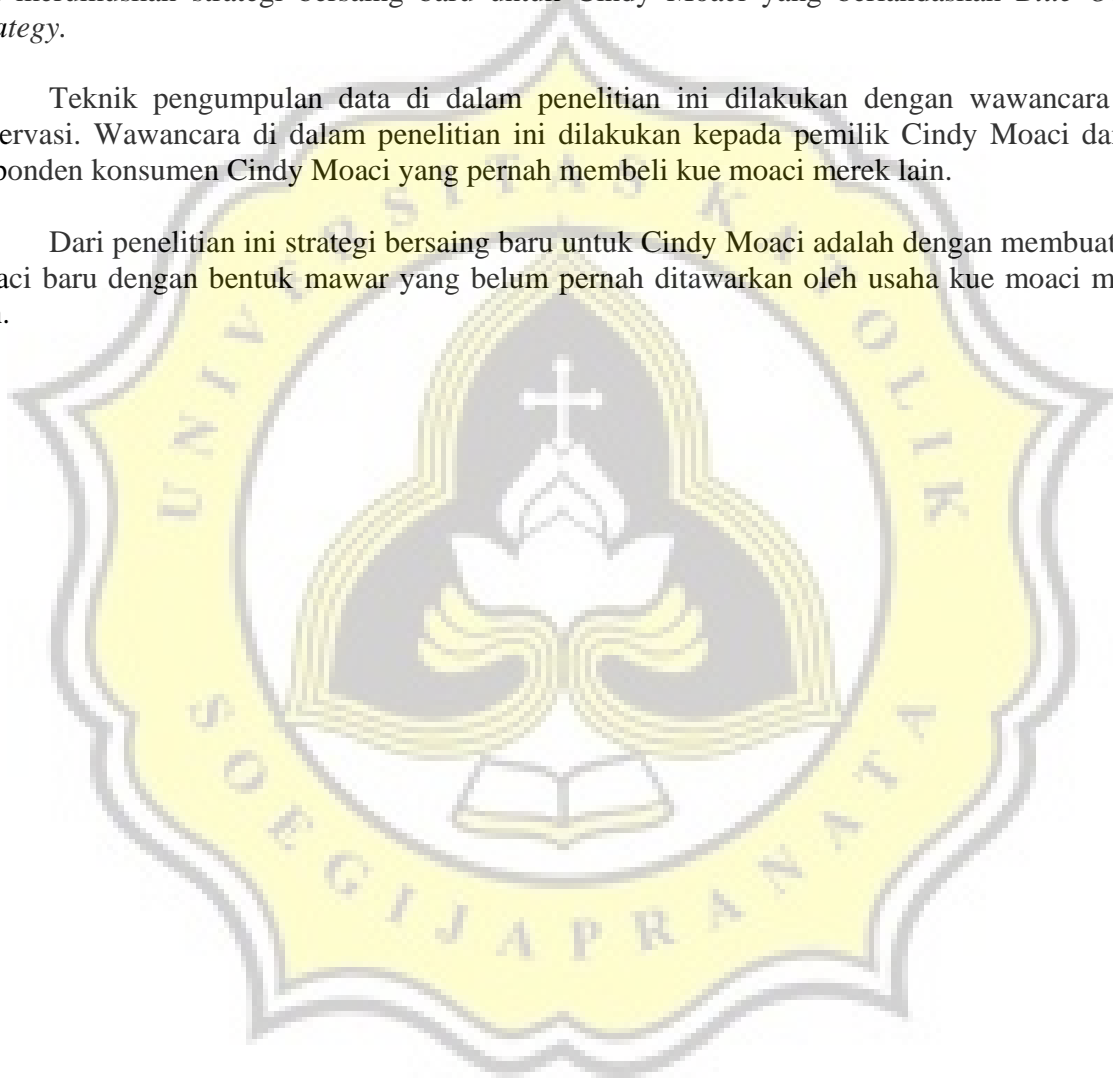 merumuskan strategi bersaing baru untuk Cindy Moaci yang berlandaskan
ategy.
Teknik pengumpulan data di dalam penelitian ini dilakukan dengan wawancara
ervasi. Wawancara di dalam penelitian ini dilakukan kepada pemilik Cindy Moaci dan
ponden konsumen Cindy Moaci yang pernah membeli kue moaci merek lain.
Dari penelitian ini strategi bersaing baru untuk Cindy Moaci adalah dengan membuat
aci baru dengan bentuk mawar yang belum pernah ditawarkan oleh usaha kue moaci m
.
UNIVERSITAS KATOLIK
SOEGIJAPRANATA